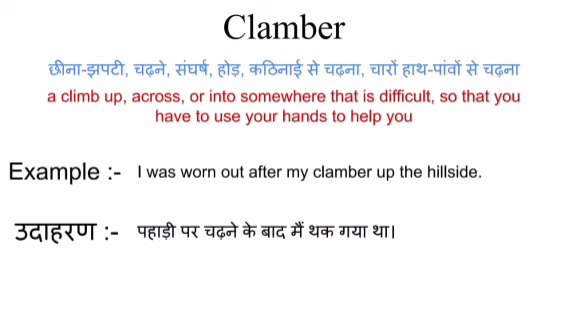 Clamber
छीना-झपटी, चढ़ने, संघर्ष, होड़, कठिनाई से चढ़ना, चारों हाथ-पांवों से चढ़ना
a climb up, across, or into somewhere that is difficult, so that you
have to use your hands to help you
Example :- I was worn out after my clamber up the hillside.
उदाहरण :- पहाड़ी पर चढ़ने के बाद मैं थक गया था।